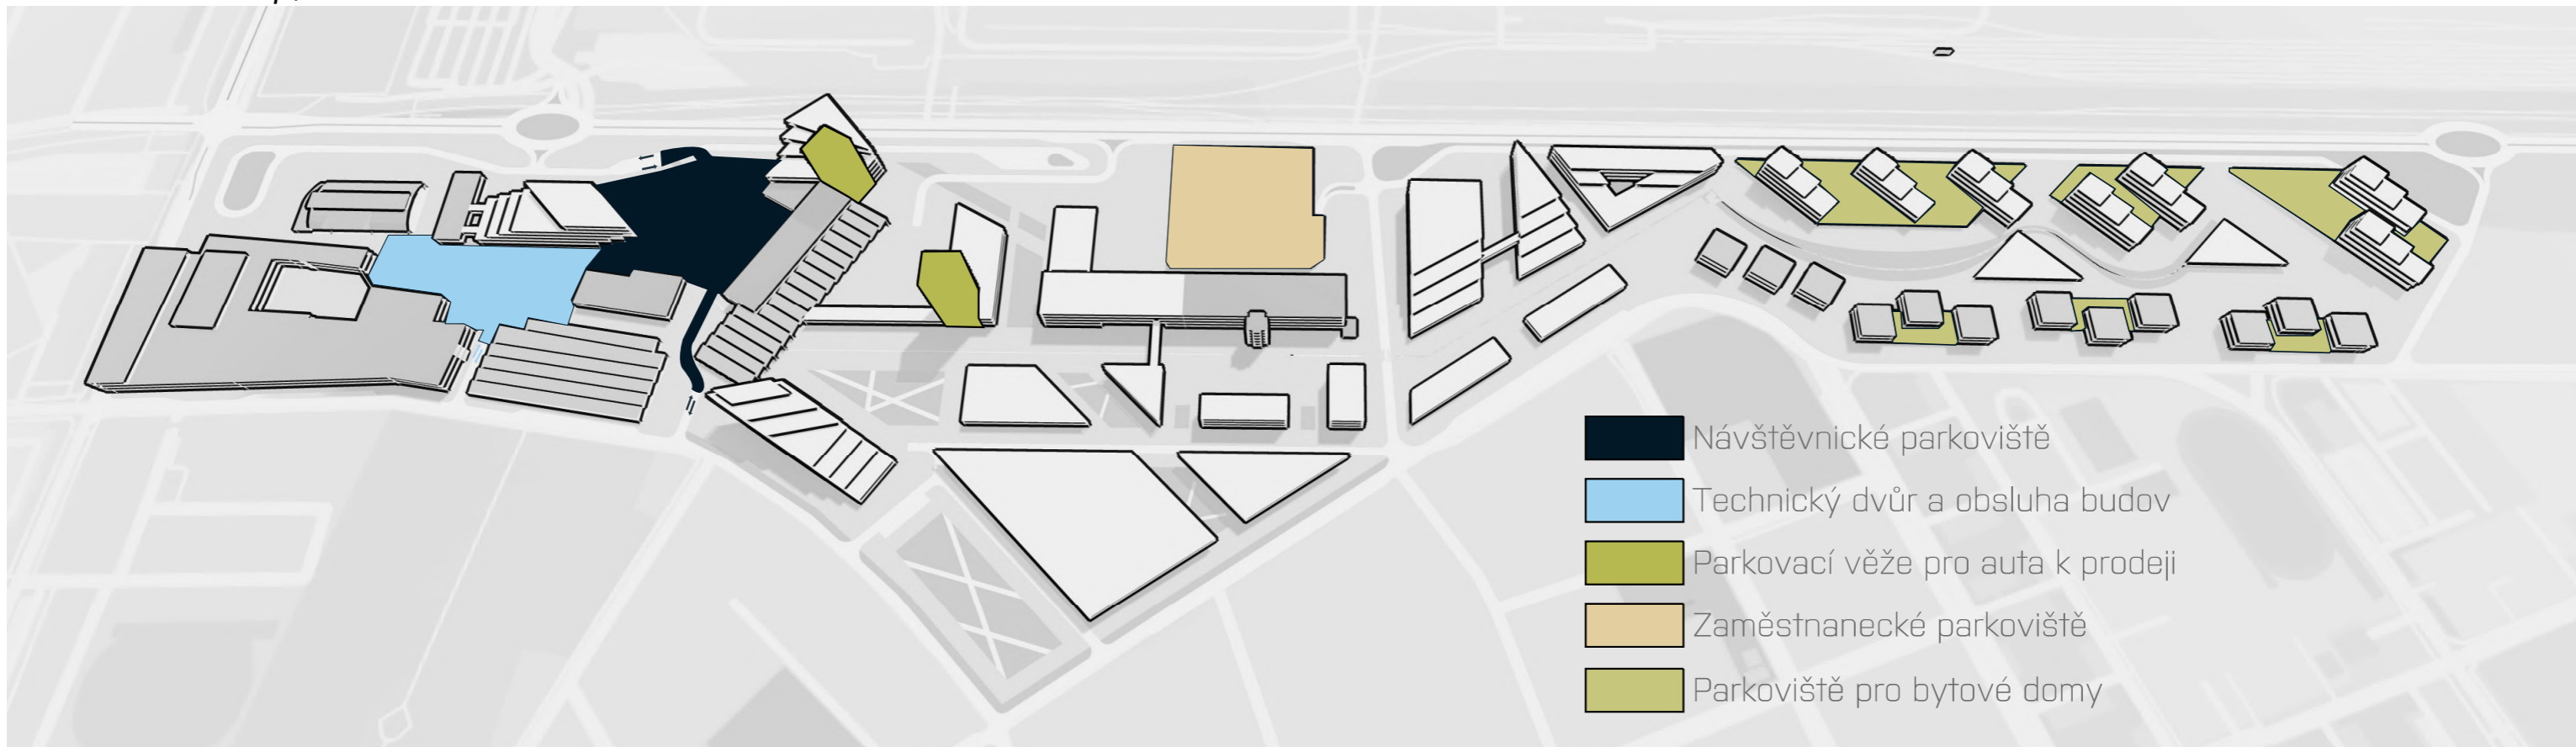 Návštěvnické parkoviště
Technický dvůr a obsluha budov
Parkovací věže pro auta k prodeji
Zaměstnanecké parkoviště
Parkoviště pro bytové domy